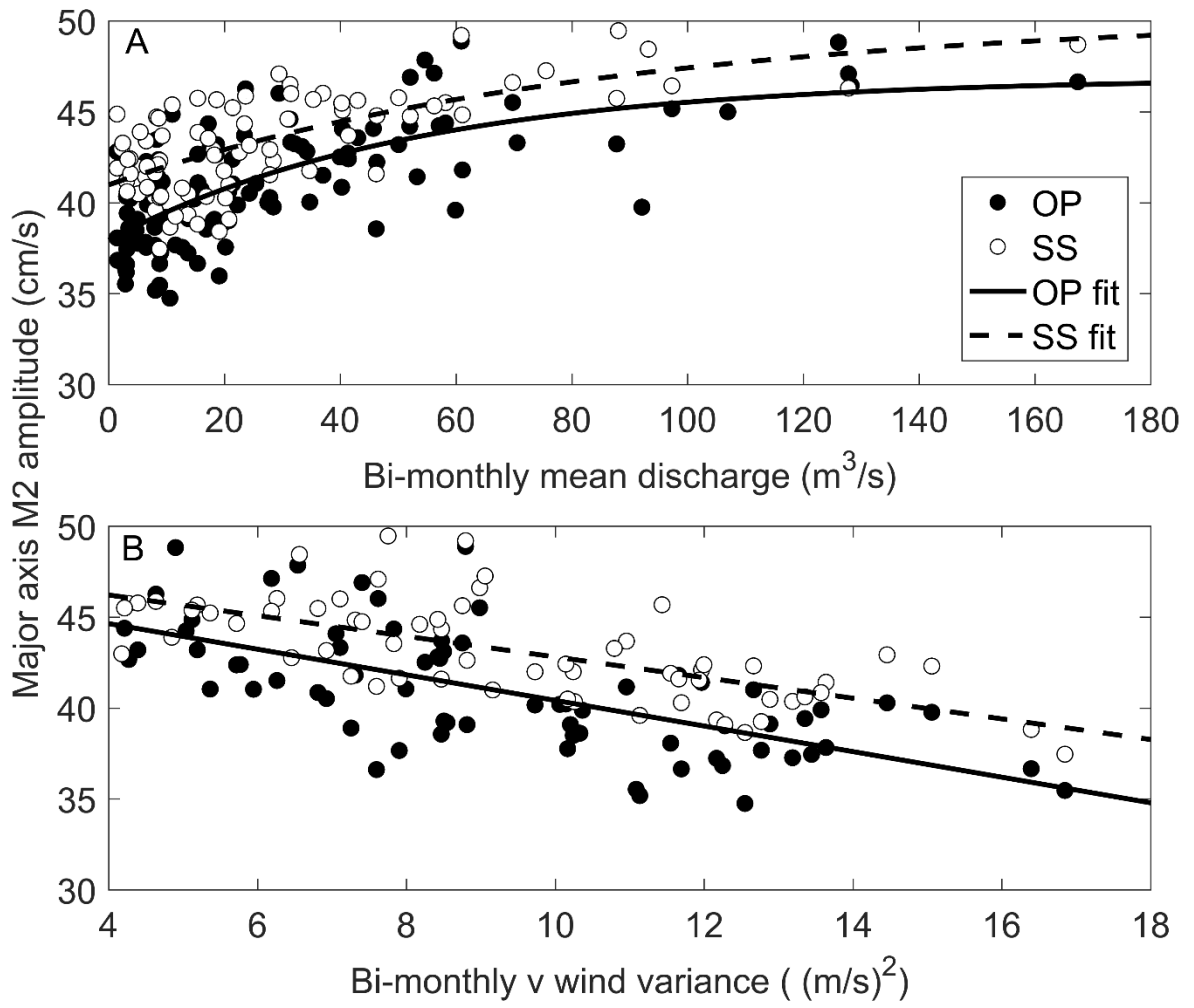 A
50
45
40
35
30
0 20 40 60 80 100 120 140 160 180
Bi-monthly mean discharge (m³/s)
OP
SS
OP fit
SS fit
Major axis M2 amplitude (cm/s)
B
50
45
40
35
30
4 6 8 10 12 14 16 18
Bi-monthly v wind variance ( (m/s)²)